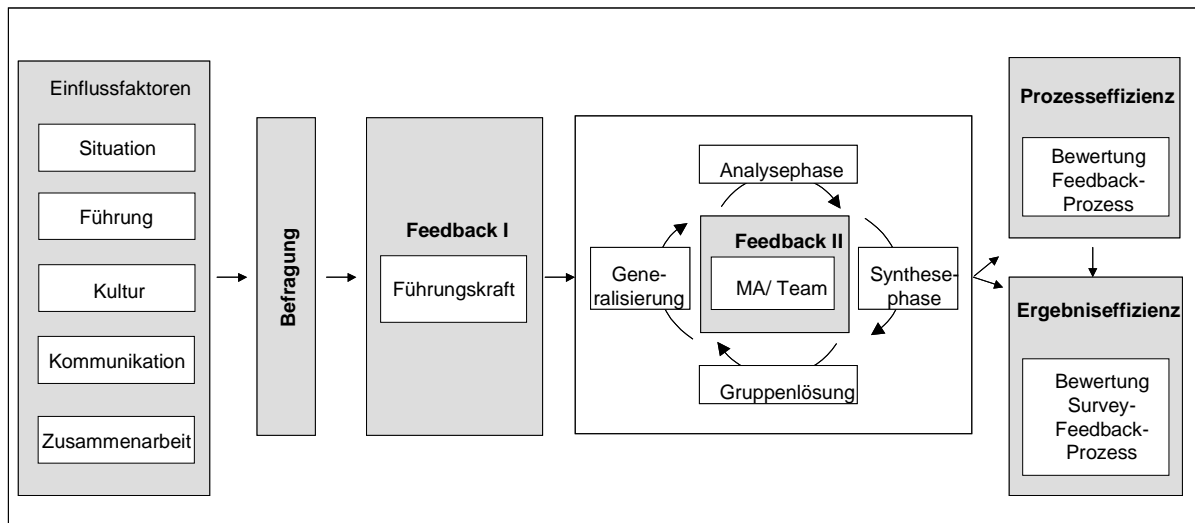 Einflussfaktoren
Situation
Führung
Kultur
Kommunikation
Zusammenarbeit
Befragung
Feedback I
Führungskraft
Analysephase
Feedback II
MA/ Team
Gene-
ralisierung
Synthese-
phase
Gruppenlösung
Prozesseffizienz
Bewertung
Feedback-
Prozess
Ergebniseffizienz
Bewertung
Survey-
Feedback-
Prozess